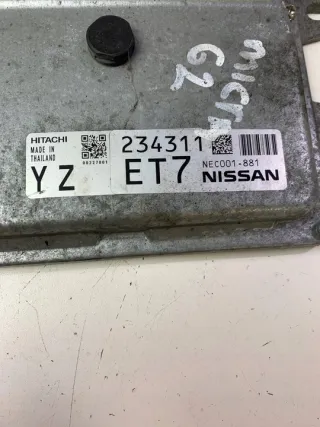 MICRA
G2
HITACHI
MADE IN
THAILAND
234311
YZ
ET7
NEC001-881
NISSAN